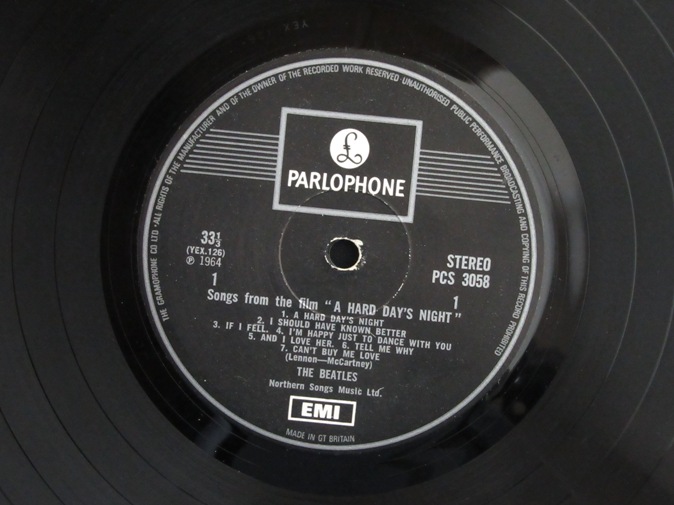 THE GRAMOPHONE CO LTD · ALL RIGHTS OF THE MANUFACTURER AND OF THE OWNER OF THE RECORDED WORK RESERVED · UNAUTHORISED PUBLIC PERFORMANCE BROADCASTING AND COPYING OF THIS RECORD PROHIBITED
£
PARLOPHONE
33⅓
(YEX.126)
℗ 1964
STEREO
PCS 3058
1
1
Songs from the film "A HARD DAY'S NIGHT"
1. A HARD DAY'S NIGHT
2. I SHOULD HAVE KNOWN BETTER
3. IF I FELL. 4. I'M HAPPY JUST TO DANCE WITH YOU
5. AND I LOVE HER. 6. TELL ME WHY
7. CAN'T BUY ME LOVE
(Lennon—McCartney)
THE BEATLES
Northern Songs Music Ltd.
EMI
MADE IN GT BRITAIN